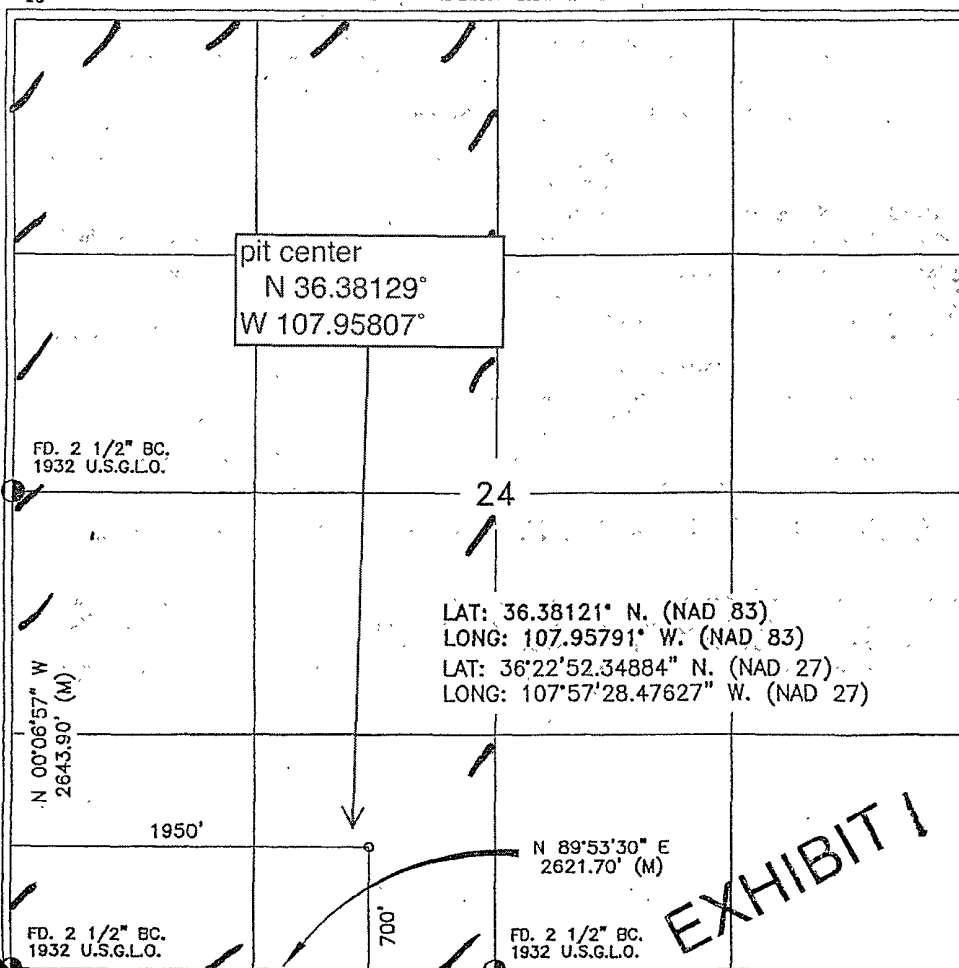 pit center
N 36.38129°
W 107.95807°
FD. 2 1/2" BC.
1932 U.S.G.L.O.
24
LAT: 36.38121° N. (NAD 83)
LONG: 107.95791° W. (NAD 83)
LAT: 36°22'52.34884" N. (NAD 27)
LONG: 107°57'28.47627" W. (NAD 27)
N 00°06'57" W
2643.90' (M)
1950'
N 89°53'30" E
2621.70' (M)
700'
EXHIBIT 1
FD. 2 1/2" BC.
1932 U.S.G.L.O.
FD. 2 1/2" BC.
1932 U.S.G.L.O.